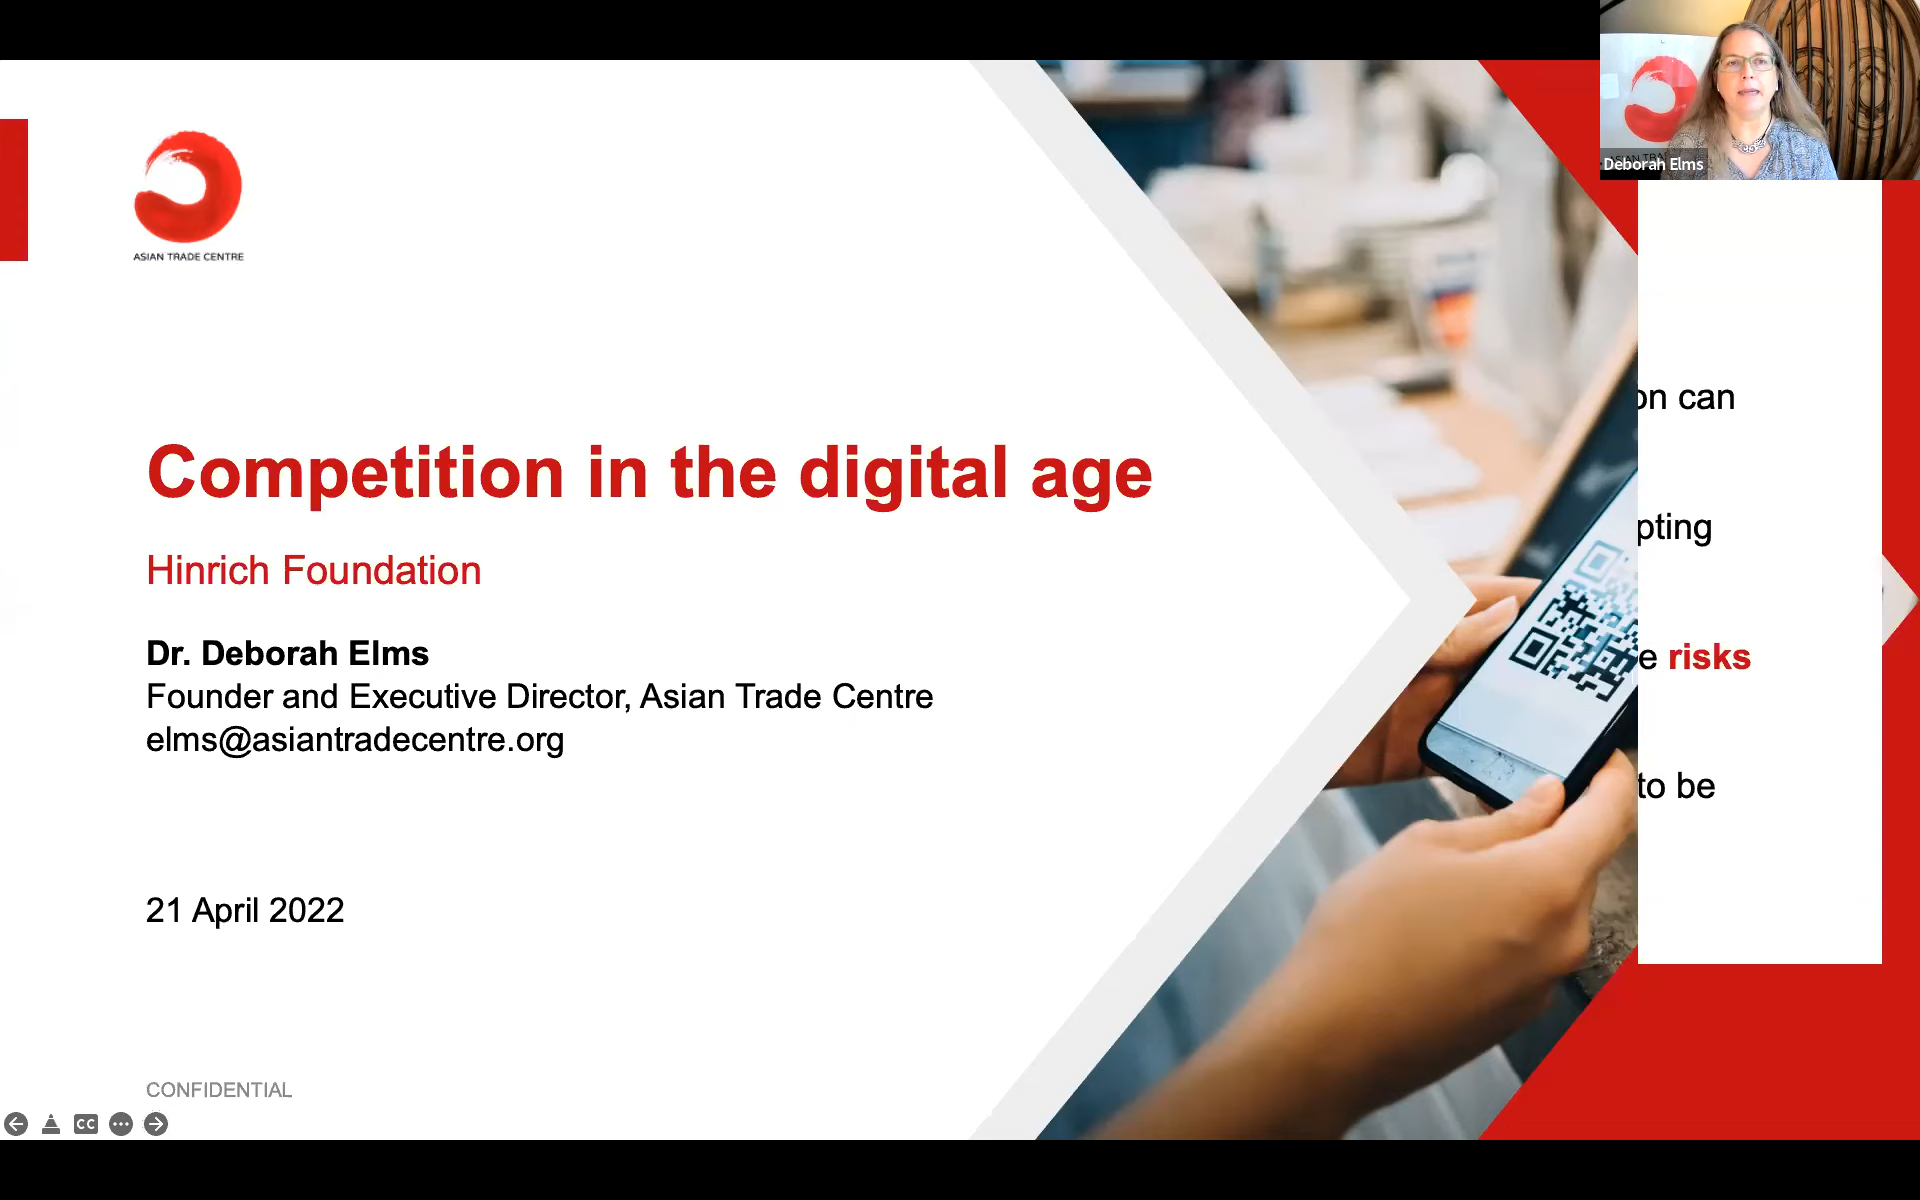 Deborah Elms
ASIAN TRADE CENTRE
Competition in the digital age
Hinrich Foundation
Dr. Deborah Elms
Founder and Executive Director, Asian Trade Centre
elms@asiantradecentre.org
21 April 2022
CONFIDENTIAL
CC
on can
pting
e risks
to be